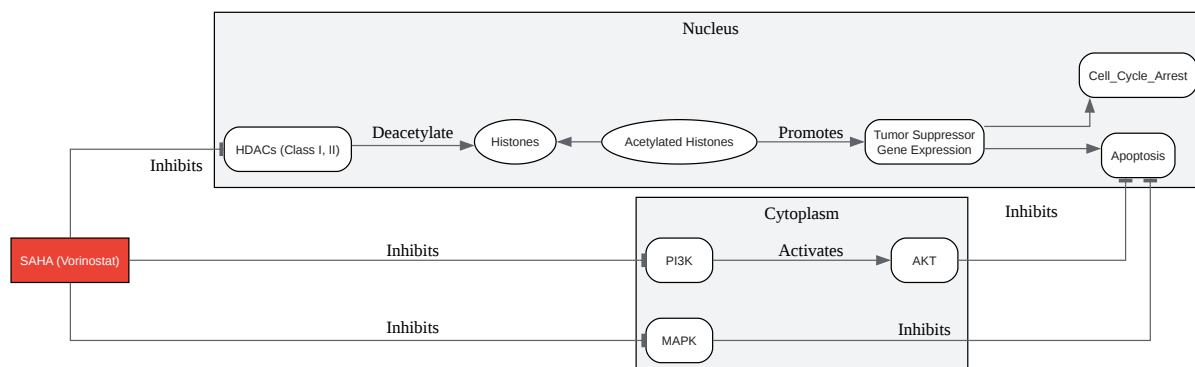 Nucleus
Cell_Cycle_Arrest
Deacetylate
Promotes
HDACs (Class I, II)
Histones
Acetylated Histones
Tumor Suppressor
Gene Expression
Apoptosis
Inhibits
Cytoplasm
Inhibits
SAHA (Vorinostat)
Inhibits
PI3K
Activates
AKT
Inhibits
MAPK
Inhibits